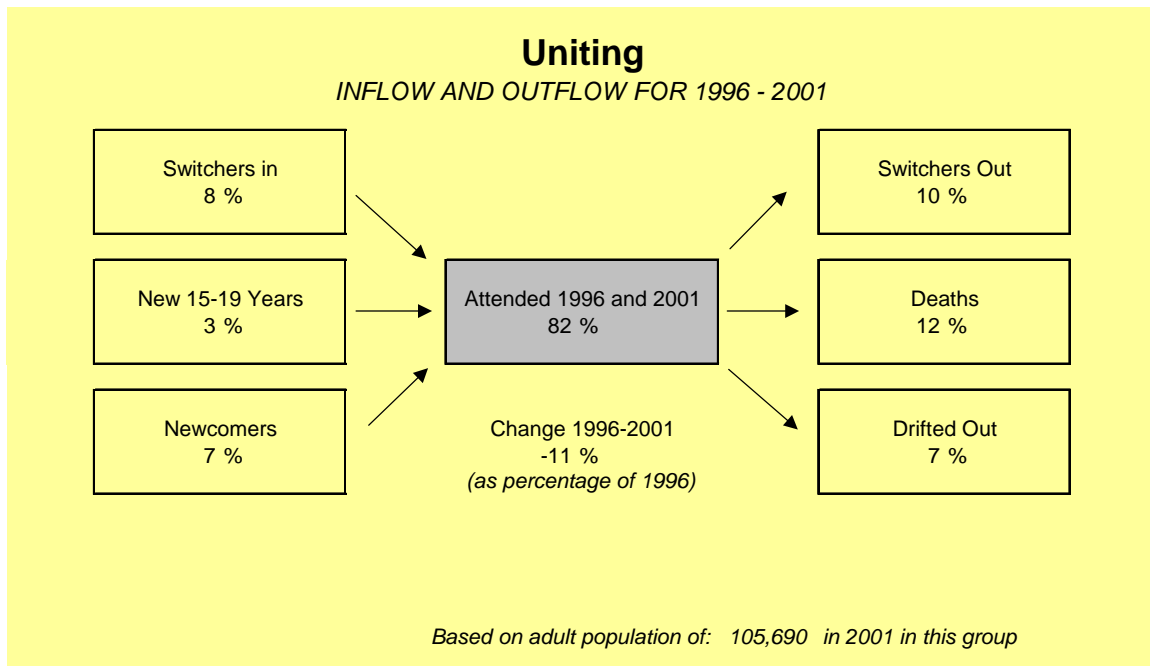 Uniting
INFLOW AND OUTFLOW FOR 1996 - 2001
Switchers in
8 %
Switchers Out
10 %
New 15-19 Years
3 %
Attended 1996 and 2001
82 %
Deaths
12 %
Newcomers
7 %
Change 1996-2001
-11 %
(as percentage of 1996)
Drifted Out
7 %
Based on adult population of: 105,690 in 2001 in this group